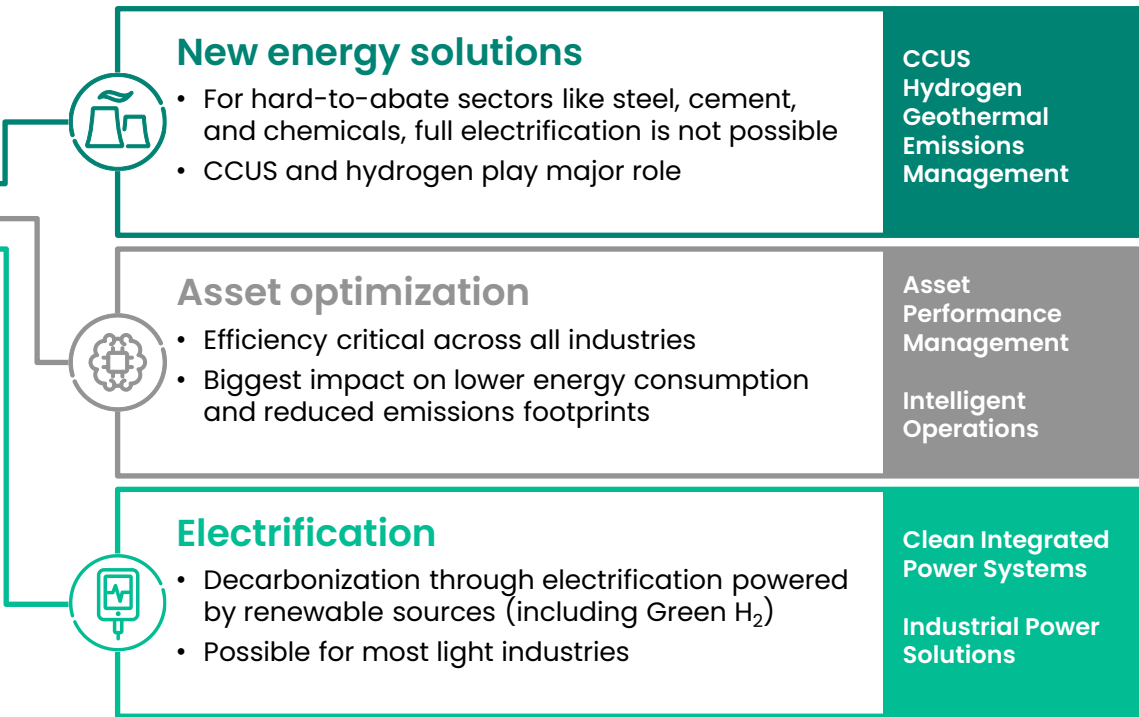 New energy solutions
• For hard-to-abate sectors like steel, cement,
and chemicals, full electrification is not possible
• CCUS and hydrogen play major role
CCUS
Hydrogen
Geothermal
Emissions
Management
Asset optimization
• Efficiency critical across all industries
• Biggest impact on lower energy consumption
and reduced emissions footprints
Asset
Performance
Management
Intelligent
Operations
Electrification
• Decarbonization through electrification powered
by renewable sources (including Green H₂)
• Possible for most light industries
Clean Integrated
Power Systems
Industrial Power
Solutions